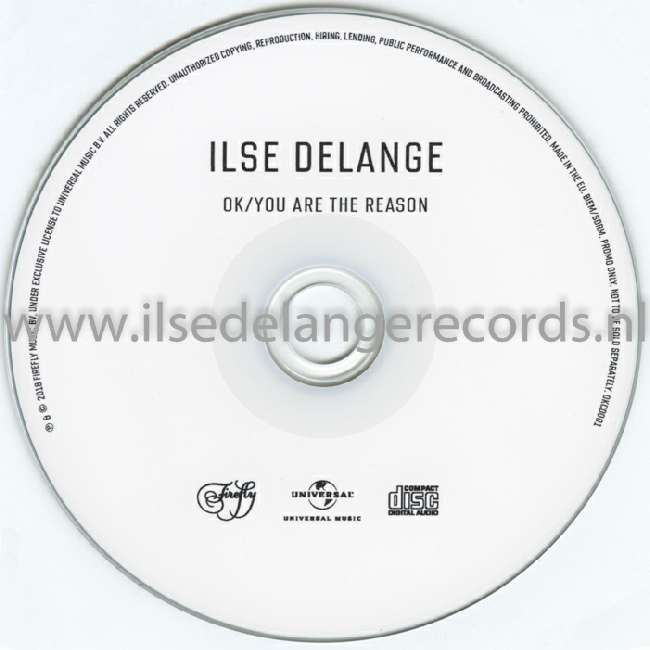 ILSE DELANGE
OK/YOU ARE THE REASON
www.ilsedelangerecords.nl
Firefly
UNIVERSAL
UNIVERSAL MUSIC
COMPACT
disc
DIGITAL AUDIO
℗ & © 2018 FIREFLY MUSIC BV, UNDER EXCLUSIVE LICENSE TO UNIVERSAL MUSIC B.V. ALL RIGHTS RESERVED. UNAUTHORIZED COPYING, REPRODUCTION, HIRING, LENDING, PUBLIC PERFORMANCE AND BROADCASTING PROHIBITED. MADE IN THE EU. BIEM/SDRM. PROMO ONLY. NOT TO BE SOLD SEPARATELY. OKCD001